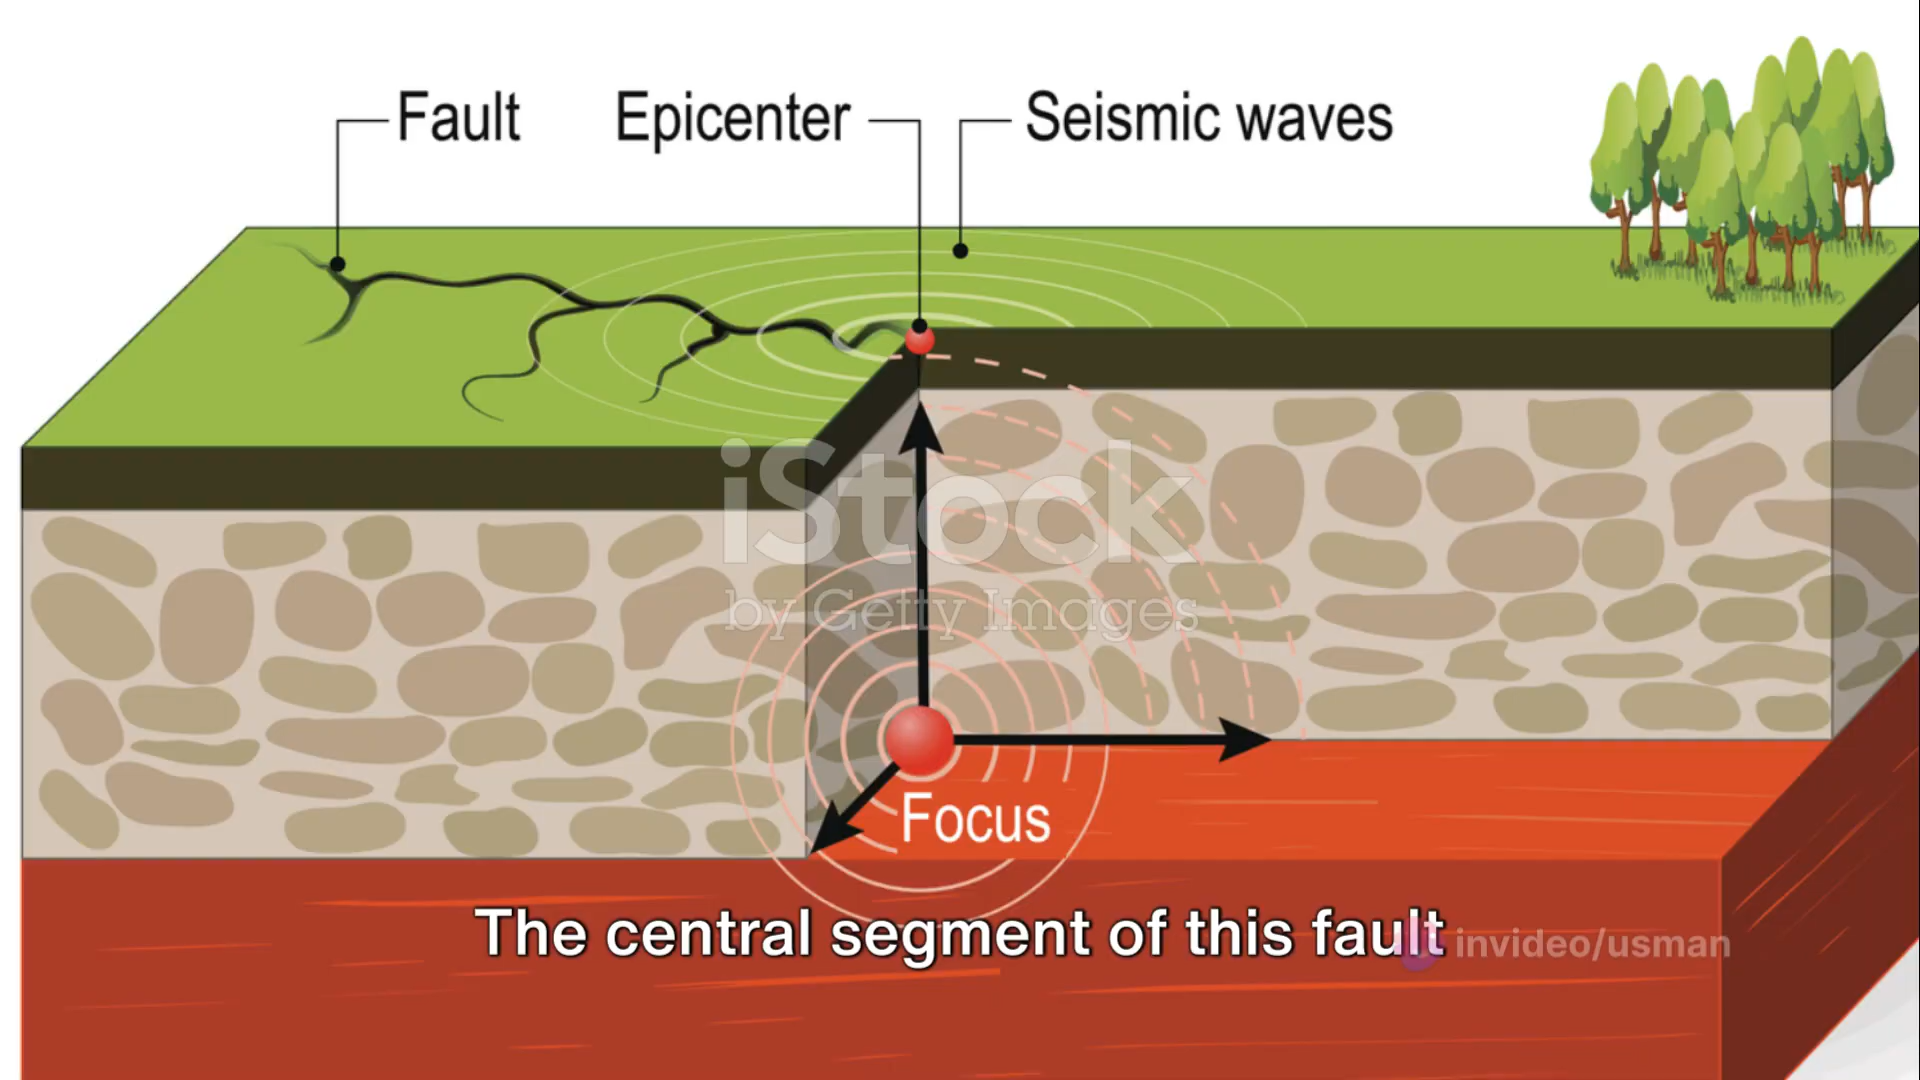 Fault
Epicenter
Seismic waves
iStock
by Getty Images
Focus
The central segment of this fault
invideo/usman